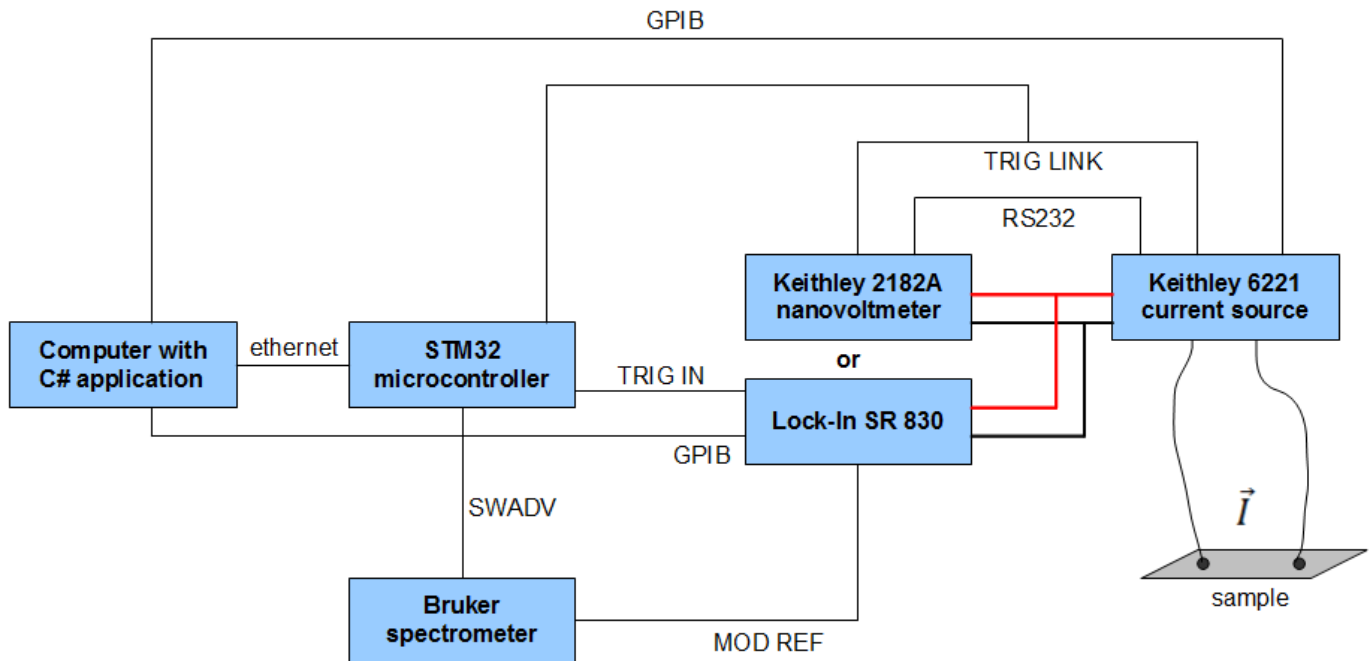 GPIB
TRIG LINK
RS232
Keithley 2182A
nanovoltmeter
Keithley 6221
current source
Computer with
C# application
ethernet
STM32
microcontroller
TRIG IN
or
Lock-In SR 830
GPIB
SWADV
I⃗
Bruker
spectrometer
MOD REF
sample